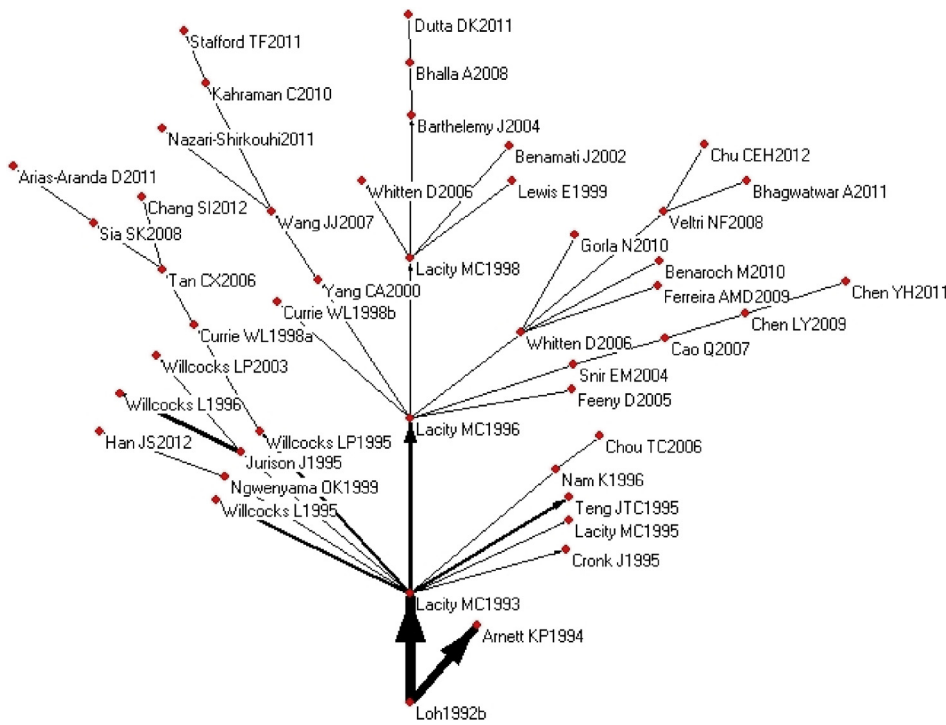 Dutta DK2011
Stafford TF2011
Bhalla A2008
Kahraman C2010
Barthelemy J2004
Nazari-Shirkouhi2011
Benamati J2002
Chu CEH2012
Arias-Aranda D2011
Whitten D2006
Lewis E1999
Bhagwatwar A2011
Chang SI2012
Veltri NF2008
Wang JJ2007
Sia SK2008
Gorla N2010
Lacity MC1998
Benaroch M2010
Tan CX2006
Yang CA2000
Ferreira AMD2009
Chen YH2011
Currie WL1998b
Chen LY2009
Currie WL1998a
Whitten D2006
Cao Q2007
Willcocks LP2003
Snir EM2004
Willcocks L1996
Feeny D2005
Lacity MC1996
Han JS2012
Willcocks LP1995
Chou TC2006
Jurison J1995
Nam K1996
Ngwenyama OK1999
Willcocks L1995
Teng JTC1995
Lacity MC1995
Cronk J1995
Lacity MC1993
Arnett KP1994
Loh1992b